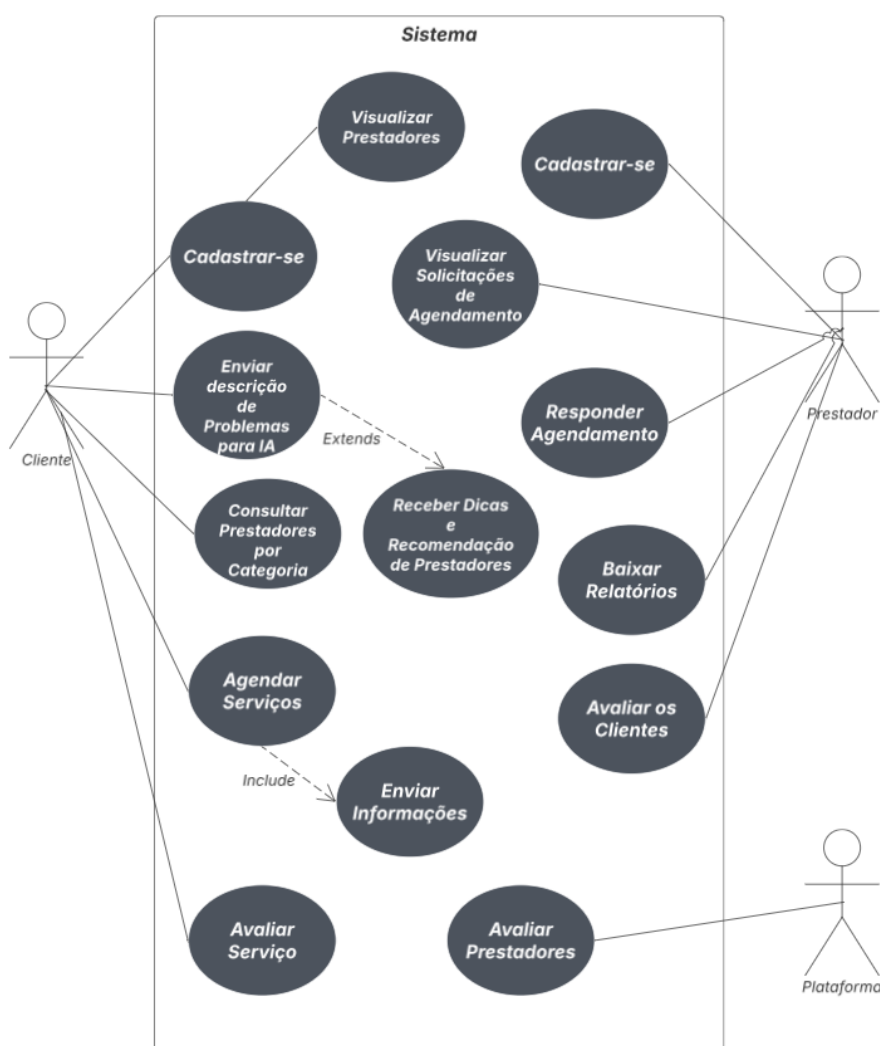 Sistema
Visualizar
Prestadores
Cadastrar-se
Cadastrar-se
Visualizar
Solicitações
de
Agendamento
Enviar
descrição
de
Problemas
para IA
Extends
Responder
Agendamento
Prestador
Cliente
Consultar
Prestadores
por
Categoria
Receber Dicas
e
Recomendação
de Prestadores
Baixar
Relatórios
Agendar
Serviços
Avaliar os
Clientes
Include
Enviar
Informações
Avaliar
Serviço
Avaliar
Prestadores
Plataforma